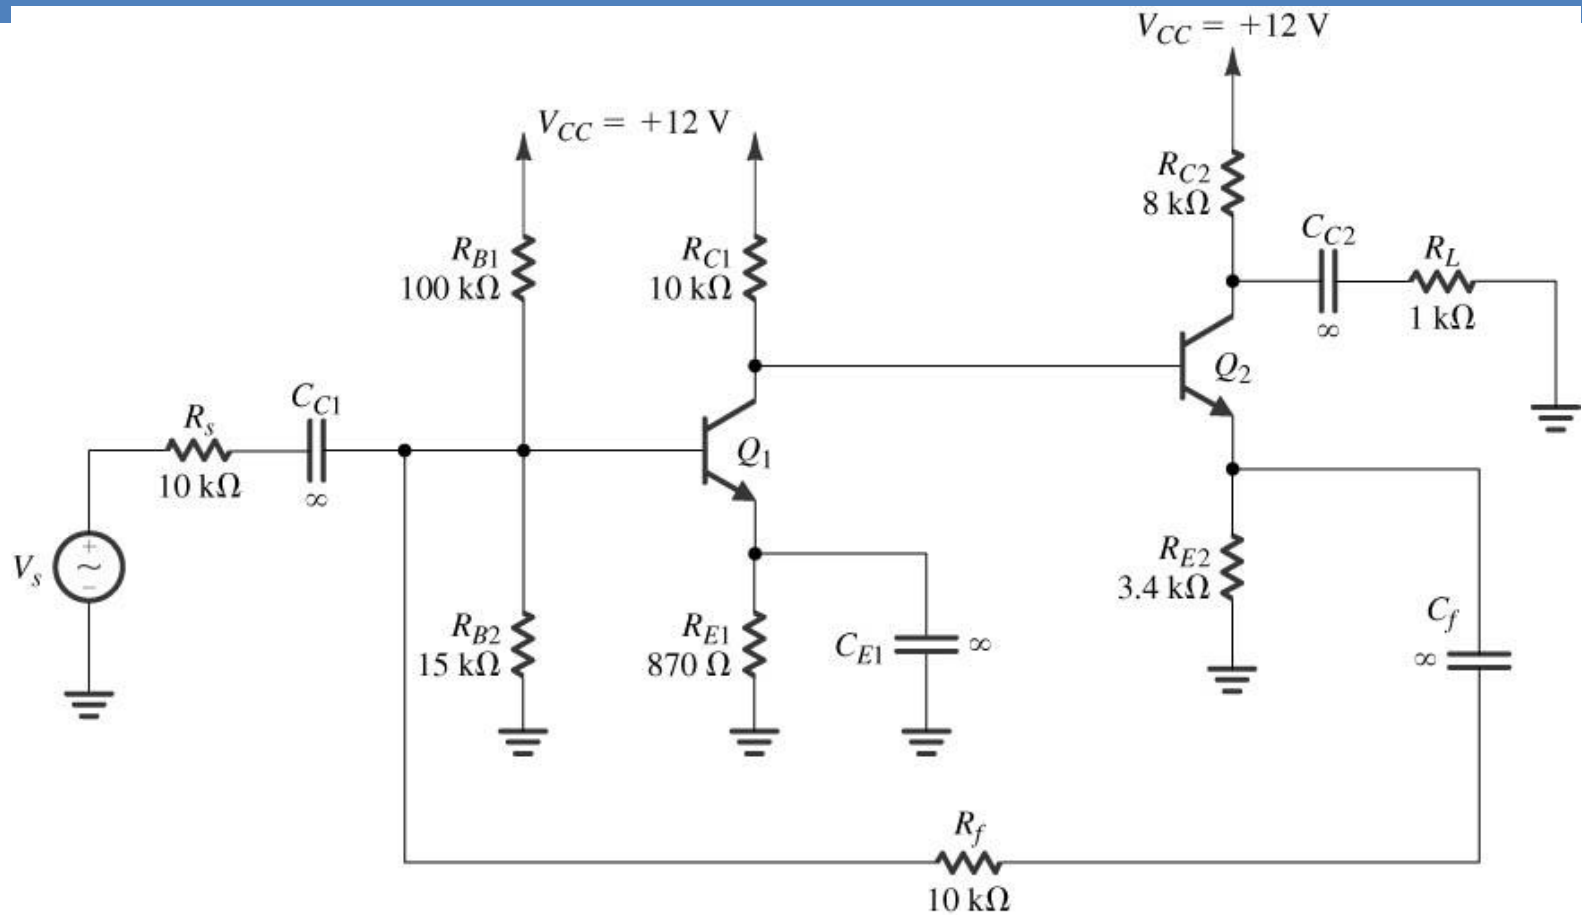 V_CC = +12 V
V_CC = +12 V
R_C2
8 kΩ
C_C2
∞
R_L
1 kΩ
R_B1
100 kΩ
R_C1
10 kΩ
Q_2
R_s
10 kΩ
C_C1
∞
Q_1
V_s
+
~
−
R_B2
15 kΩ
R_E1
870 Ω
C_E1
∞
R_E2
3.4 kΩ
C_f
∞
R_f
10 kΩ